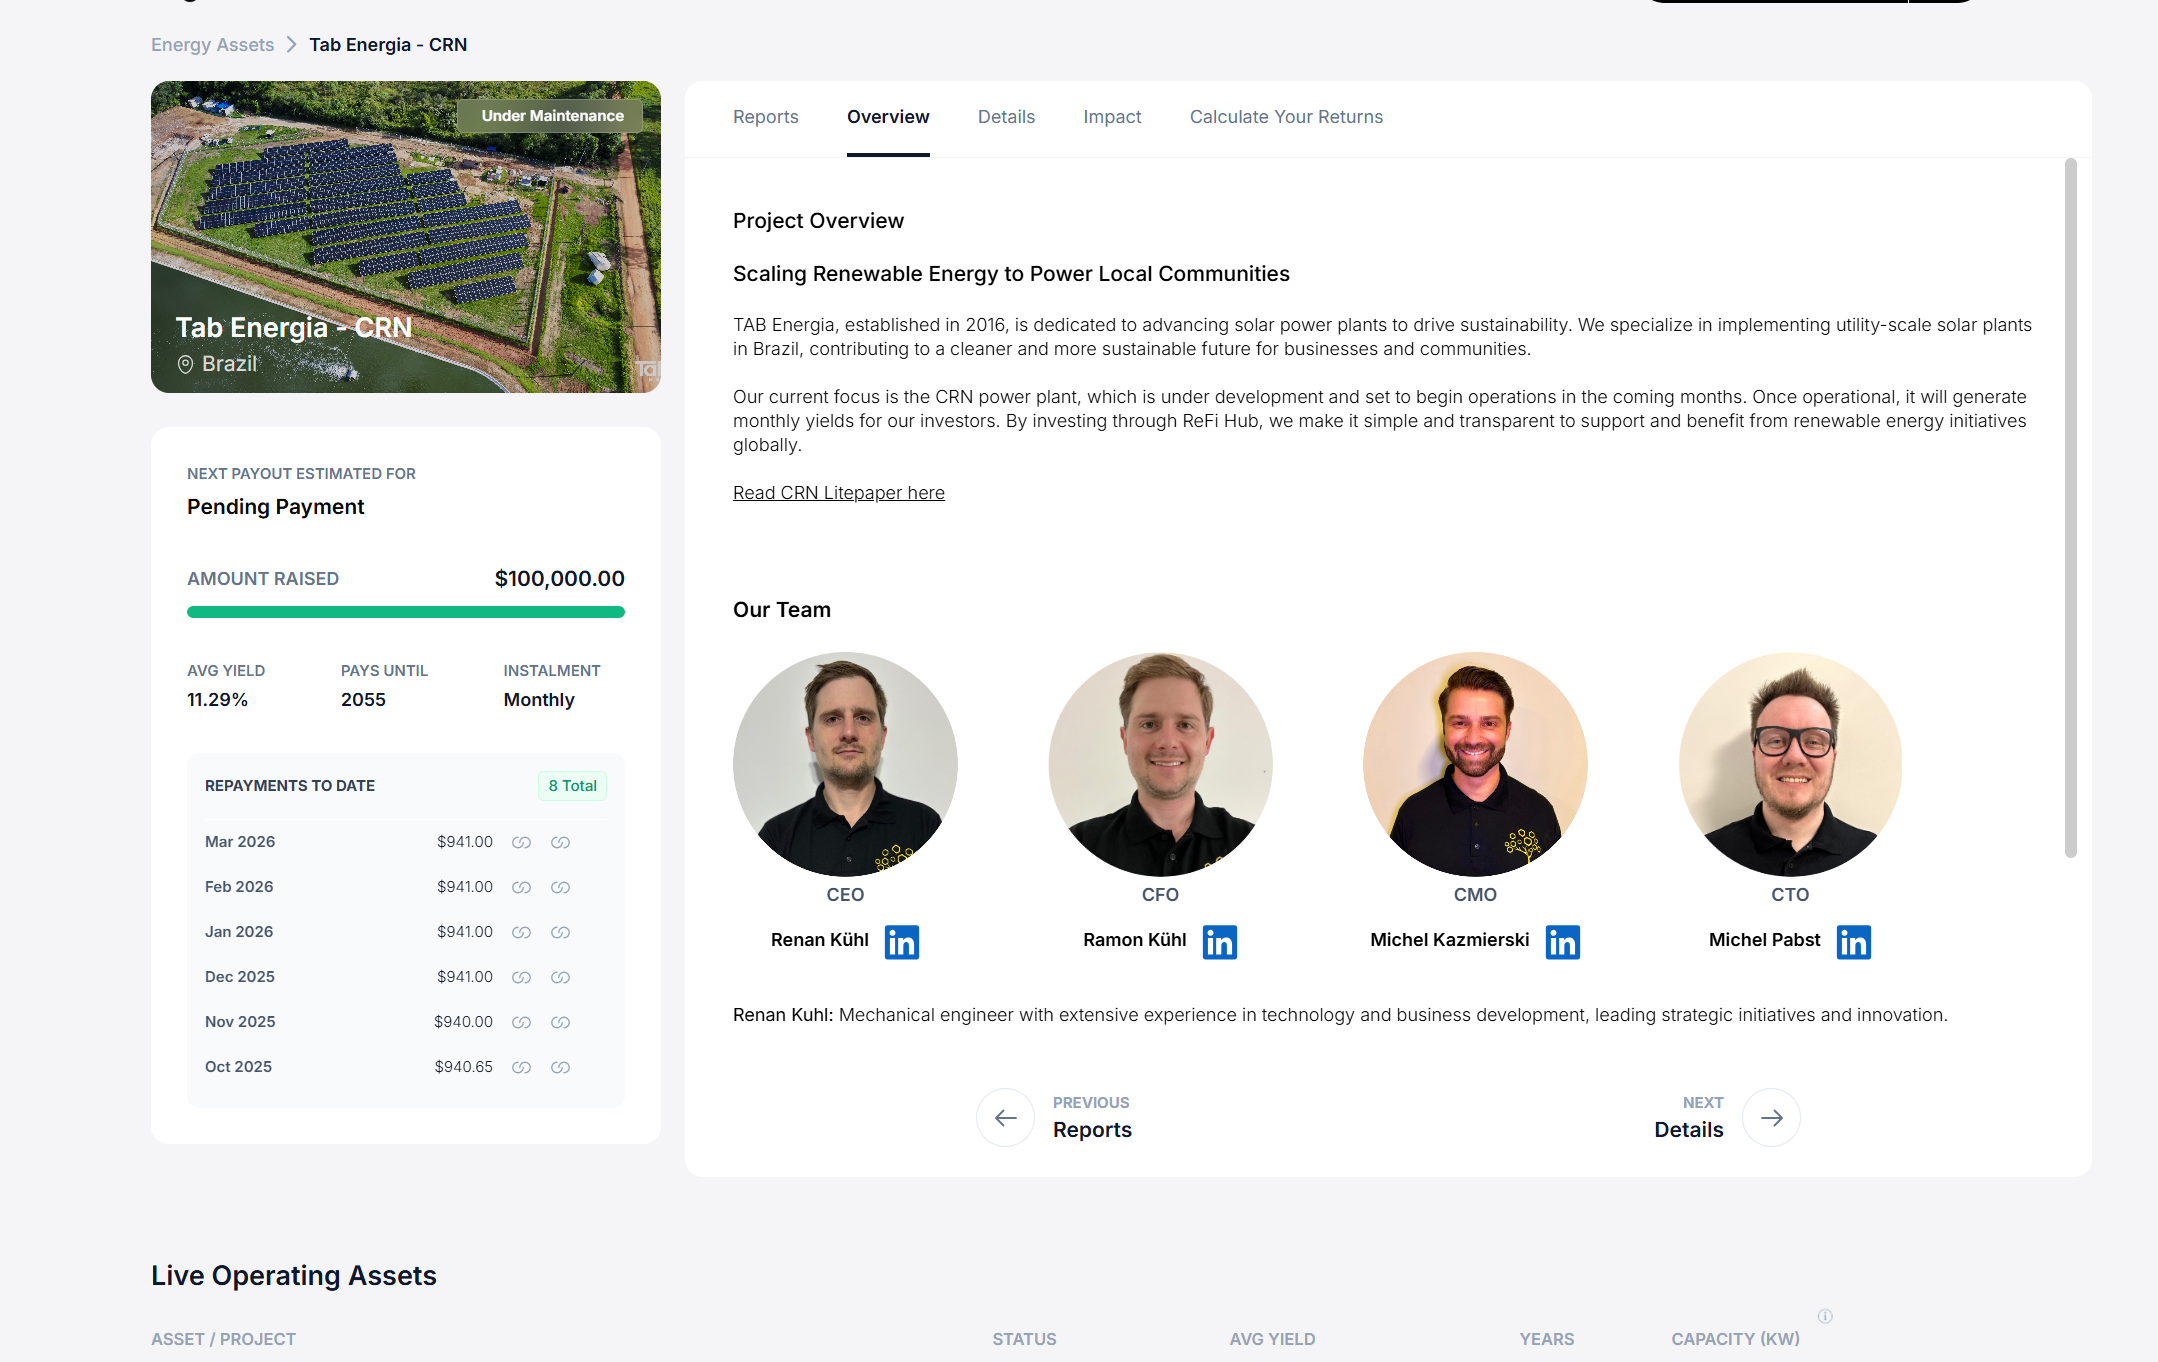 Energy Assets > Tab Energia - CRN
Under Maintenance
Tab Energia - CRN
Brazil
NEXT PAYOUT ESTIMATED FOR
Pending Payment
AMOUNT RAISED $100,000.00
AVG YIELD PAYS UNTIL INSTALMENT
11.29% 2055 Monthly
REPAYMENTS TO DATE 8 Total
Mar 2026 $941.00
Feb 2026 $941.00
Jan 2026 $941.00
Dec 2025 $941.00
Nov 2025 $940.00
Oct 2025 $940.65
Reports Overview Details Impact Calculate Your Returns
Project Overview
Scaling Renewable Energy to Power Local Communities
TAB Energia, established in 2016, is dedicated to advancing solar power plants to drive sustainability. We specialize in implementing utility-scale solar plants
in Brazil, contributing to a cleaner and more sustainable future for businesses and communities.
Our current focus is the CRN power plant, which is under development and set to begin operations in the coming months. Once operational, it will generate
monthly yields for our investors. By investing through ReFi Hub, we make it simple and transparent to support and benefit from renewable energy initiatives
globally.
Read CRN Litepaper here
Our Team
CEO CFO CMO CTO
Renan Kühl in Ramon Kühl in Michel Kazmierski in Michel Pabst in
Renan Kuhl: Mechanical engineer with extensive experience in technology and business development, leading strategic initiatives and innovation.
PREVIOUS
Reports
NEXT
Details
Live Operating Assets
ASSET / PROJECT STATUS AVG YIELD YEARS CAPACITY (KW)